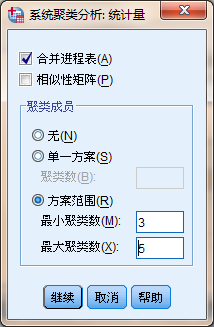 系统聚类分析: 统计量
合并进程表(A)
相似性矩阵(P)
聚类成员
无(N)
单一方案(S)
聚类数(B):
方案范围(R)
最小聚类数(M): 3
最大聚类数(X): 5
继续 取消 帮助